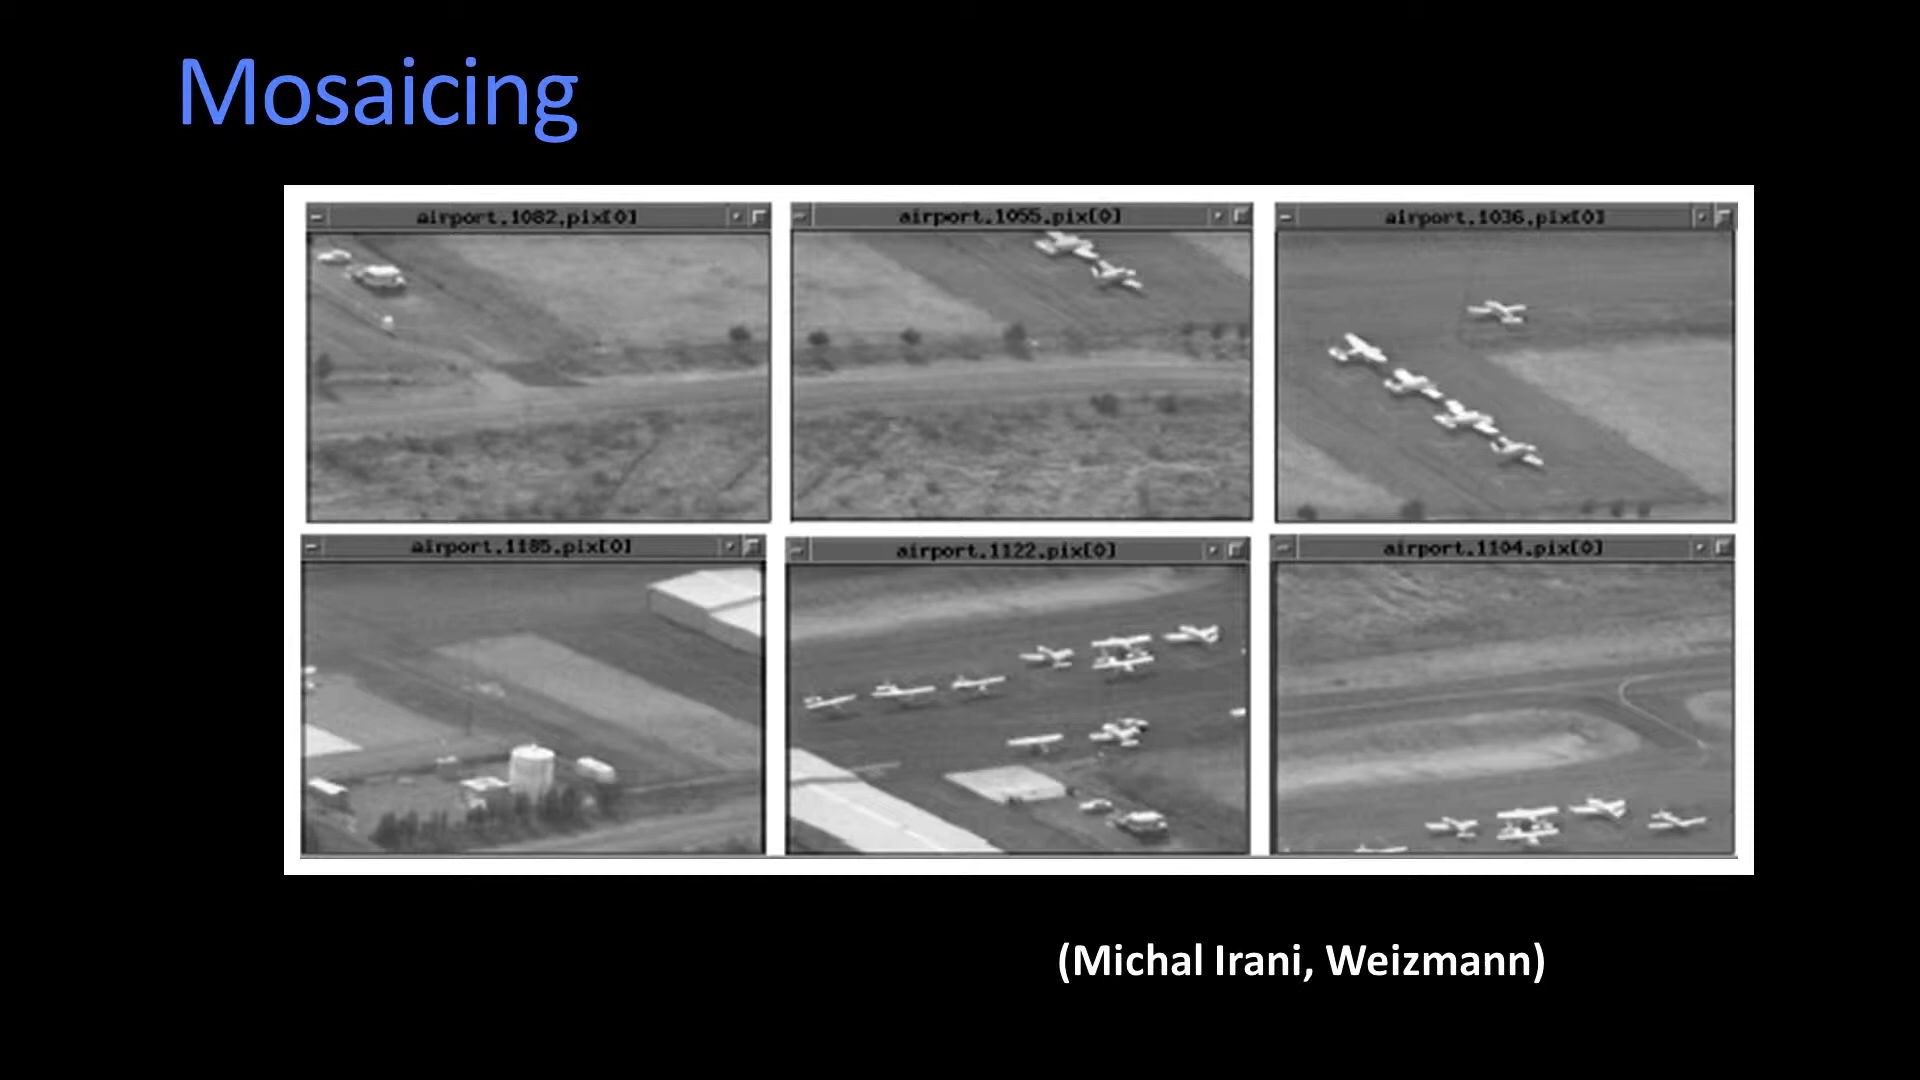 Mosaicing
airport.1082.pix[0]
airport.1055.pix[0]
airport.1036.pix[0]
airport.1185.pix[0]
airport.1122.pix[0]
airport.1104.pix[0]
(Michal Irani, Weizmann)